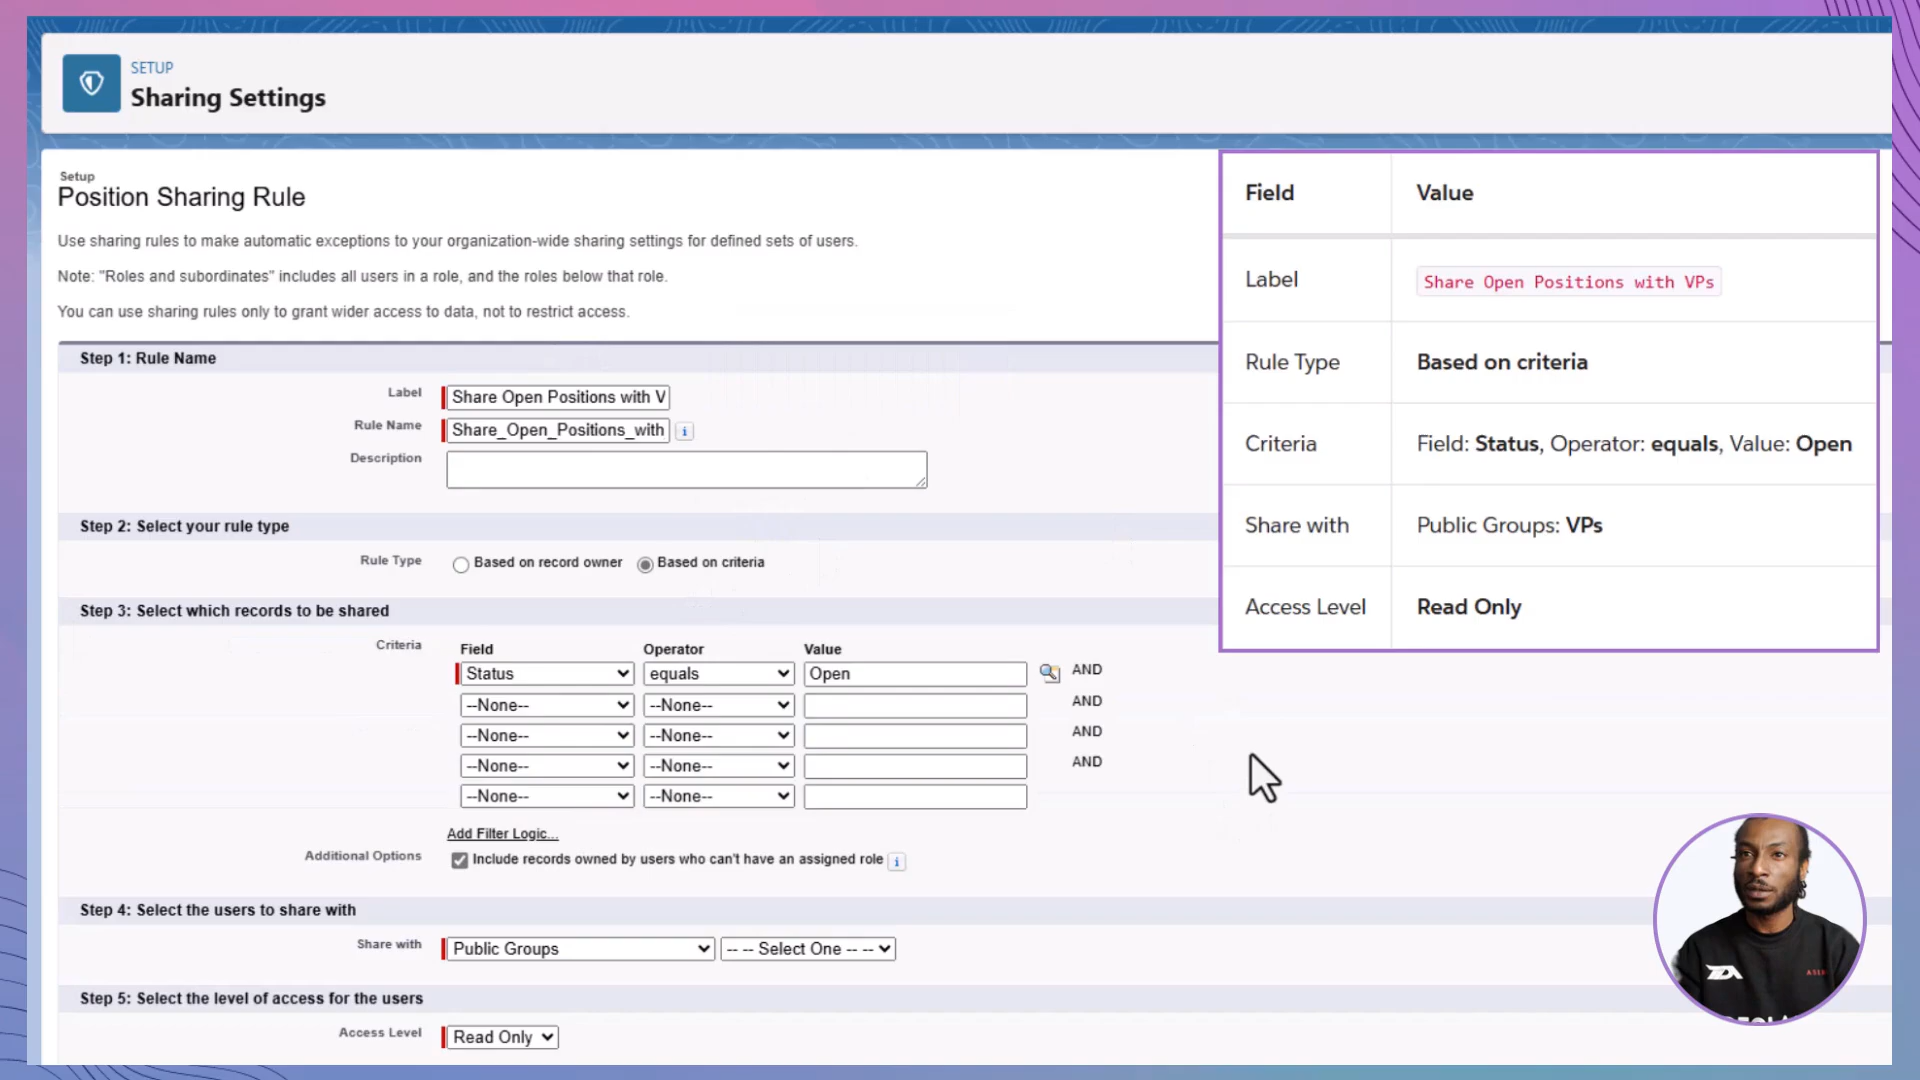 SETUP
Sharing Settings
Setup
Position Sharing Rule
Use sharing rules to make automatic exceptions to your organization-wide sharing settings for defined sets of users.
Note: "Roles and subordinates" includes all users in a role, and the roles below that role.
You can use sharing rules only to grant wider access to data, not to restrict access.
Step 1: Rule Name
Label Share Open Positions with V
Rule Name Share_Open_Positions_with
Description
Step 2: Select your rule type
Rule Type Based on record owner Based on criteria
Step 3: Select which records to be shared
Criteria Field Operator Value
Status equals Open AND
--None-- --None-- AND
--None-- --None-- AND
--None-- --None-- AND
--None-- --None--
Add Filter Logic...
Additional Options Include records owned by users who can't have an assigned role
Step 4: Select the users to share with
Share with Public Groups -- -- Select One -- --
Step 5: Select the level of access for the users
Access Level Read Only
Field Value
Label Share Open Positions with VPs
Rule Type Based on criteria
Criteria Field: Status, Operator: equals, Value: Open
Share with Public Groups: VPs
Access Level Read Only